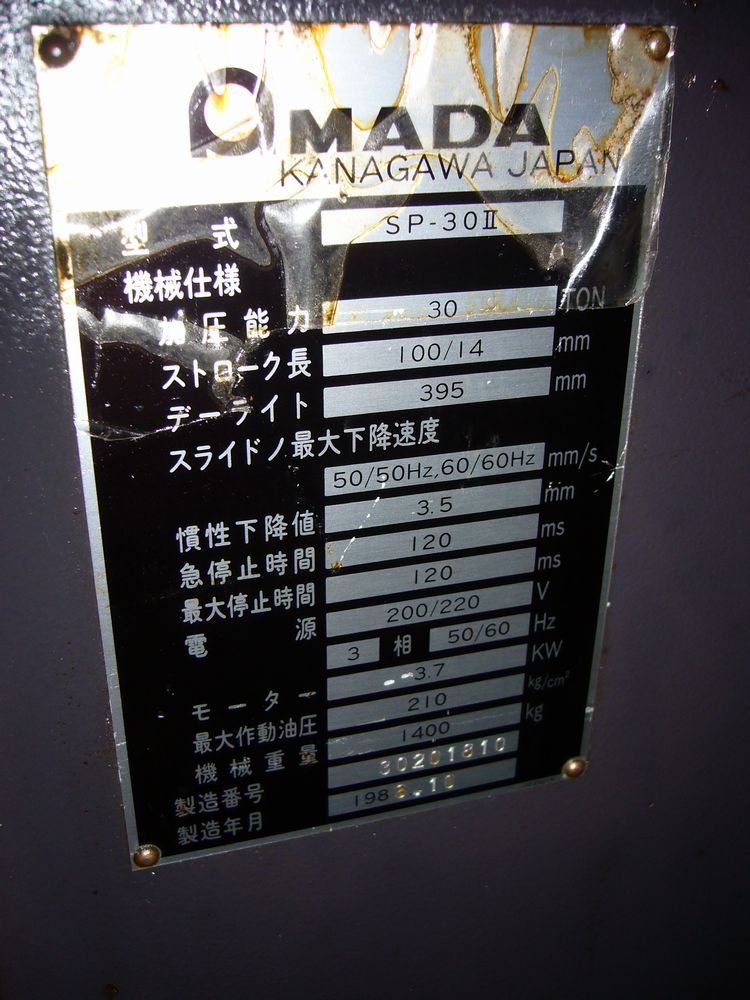 AMADA
KANAGAWA JAPAN
型式 SP-30II
機械仕様
加圧能力 30 TON
ストローク長 100/14 mm
デーライト 395 mm
スライドノ最大下降速度
50/50Hz,60/60Hz mm/s
慣性下降値 3.5 mm
急停止時間 120 ms
最大停止時間 120 ms
電源 200/220 V
3 相 50/60 Hz
モーター 3.7 KW
最大作動油圧 210 kg/cm²
機械重量 1400 kg
製造番号 30201810
製造年月 198